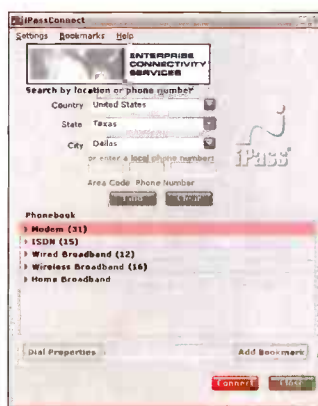 iPassConnect
Settings Bookmarks Help
ENTERPRISE
CONNECTIVITY
SERVICES
Search by location or phone number
Country United States
State Texas
City Dallas
or enter a local phone number:
iPass
Area Code Phone Number
Find Clear
Phonebook
Modem (31)
ISDN (15)
Wired Broadband (12)
Wireless Broadband (16)
Home Broadband
Dial Properties Add Bookmark
Connect Close